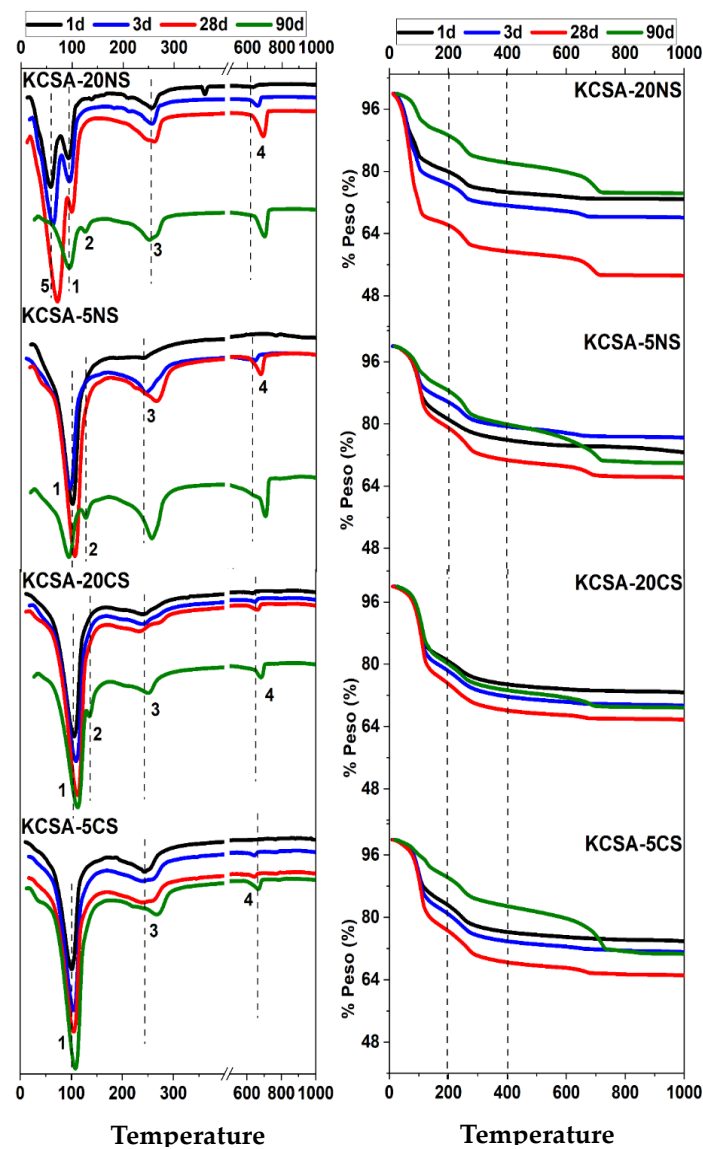 1d 3d 28d 90d
0 100 200 300 600 800 1000
KCSA-20NS
4
5 1 2 3
KCSA-5NS
1 2 3 4
KCSA-20CS
1 2 3 4
KCSA-5CS
1 3 4
0 100 200 300 600 800 1000
Temperature
1d 3d 28d 90d
0 200 400 600 800 1000
KCSA-20NS
96
80
64
48
% Peso (%)
KCSA-5NS
96
80
64
48
% Peso (%)
KCSA-20CS
96
80
64
48
% Peso (%)
KCSA-5CS
96
80
64
48
% Peso (%)
0 200 400 600 800 1000
Temperature